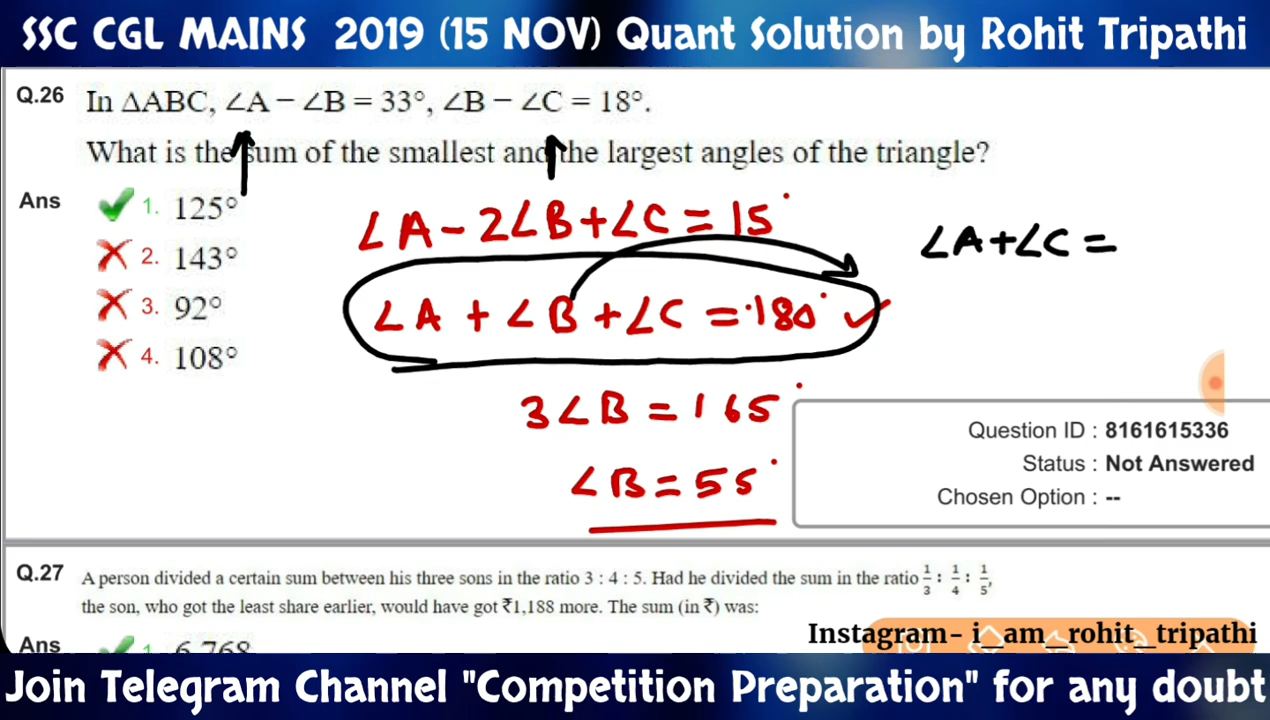 SSC CGL MAINS 2019 (15 NOV) Quant Solution by Rohit Tripathi
Q.26 In ΔABC, ∠A − ∠B = 33°, ∠B − ∠C = 18°.
What is the sum of the smallest and the largest angles of the triangle?
Ans
1. 125°
2. 143°
3. 92°
4. 108°
∠A − 2∠B + ∠C = 15°
∠A + ∠C =
∠A + ∠B + ∠C = 180°
3∠B = 165°
∠B = 55°
Question ID : 8161615336
Status : Not Answered
Chosen Option : --
Q.27 A person divided a certain sum between his three sons in the ratio 3 : 4 : 5. Had he divided the sum in the ratio 1/3 : 1/4 : 1/5,
the son, who got the least share earlier, would have got ₹1,188 more. The sum (in ₹) was:
Ans
1. 6,768
Instagram- i_am_rohit_tripathi
Join Telegram Channel "Competition Preparation" for any doubt